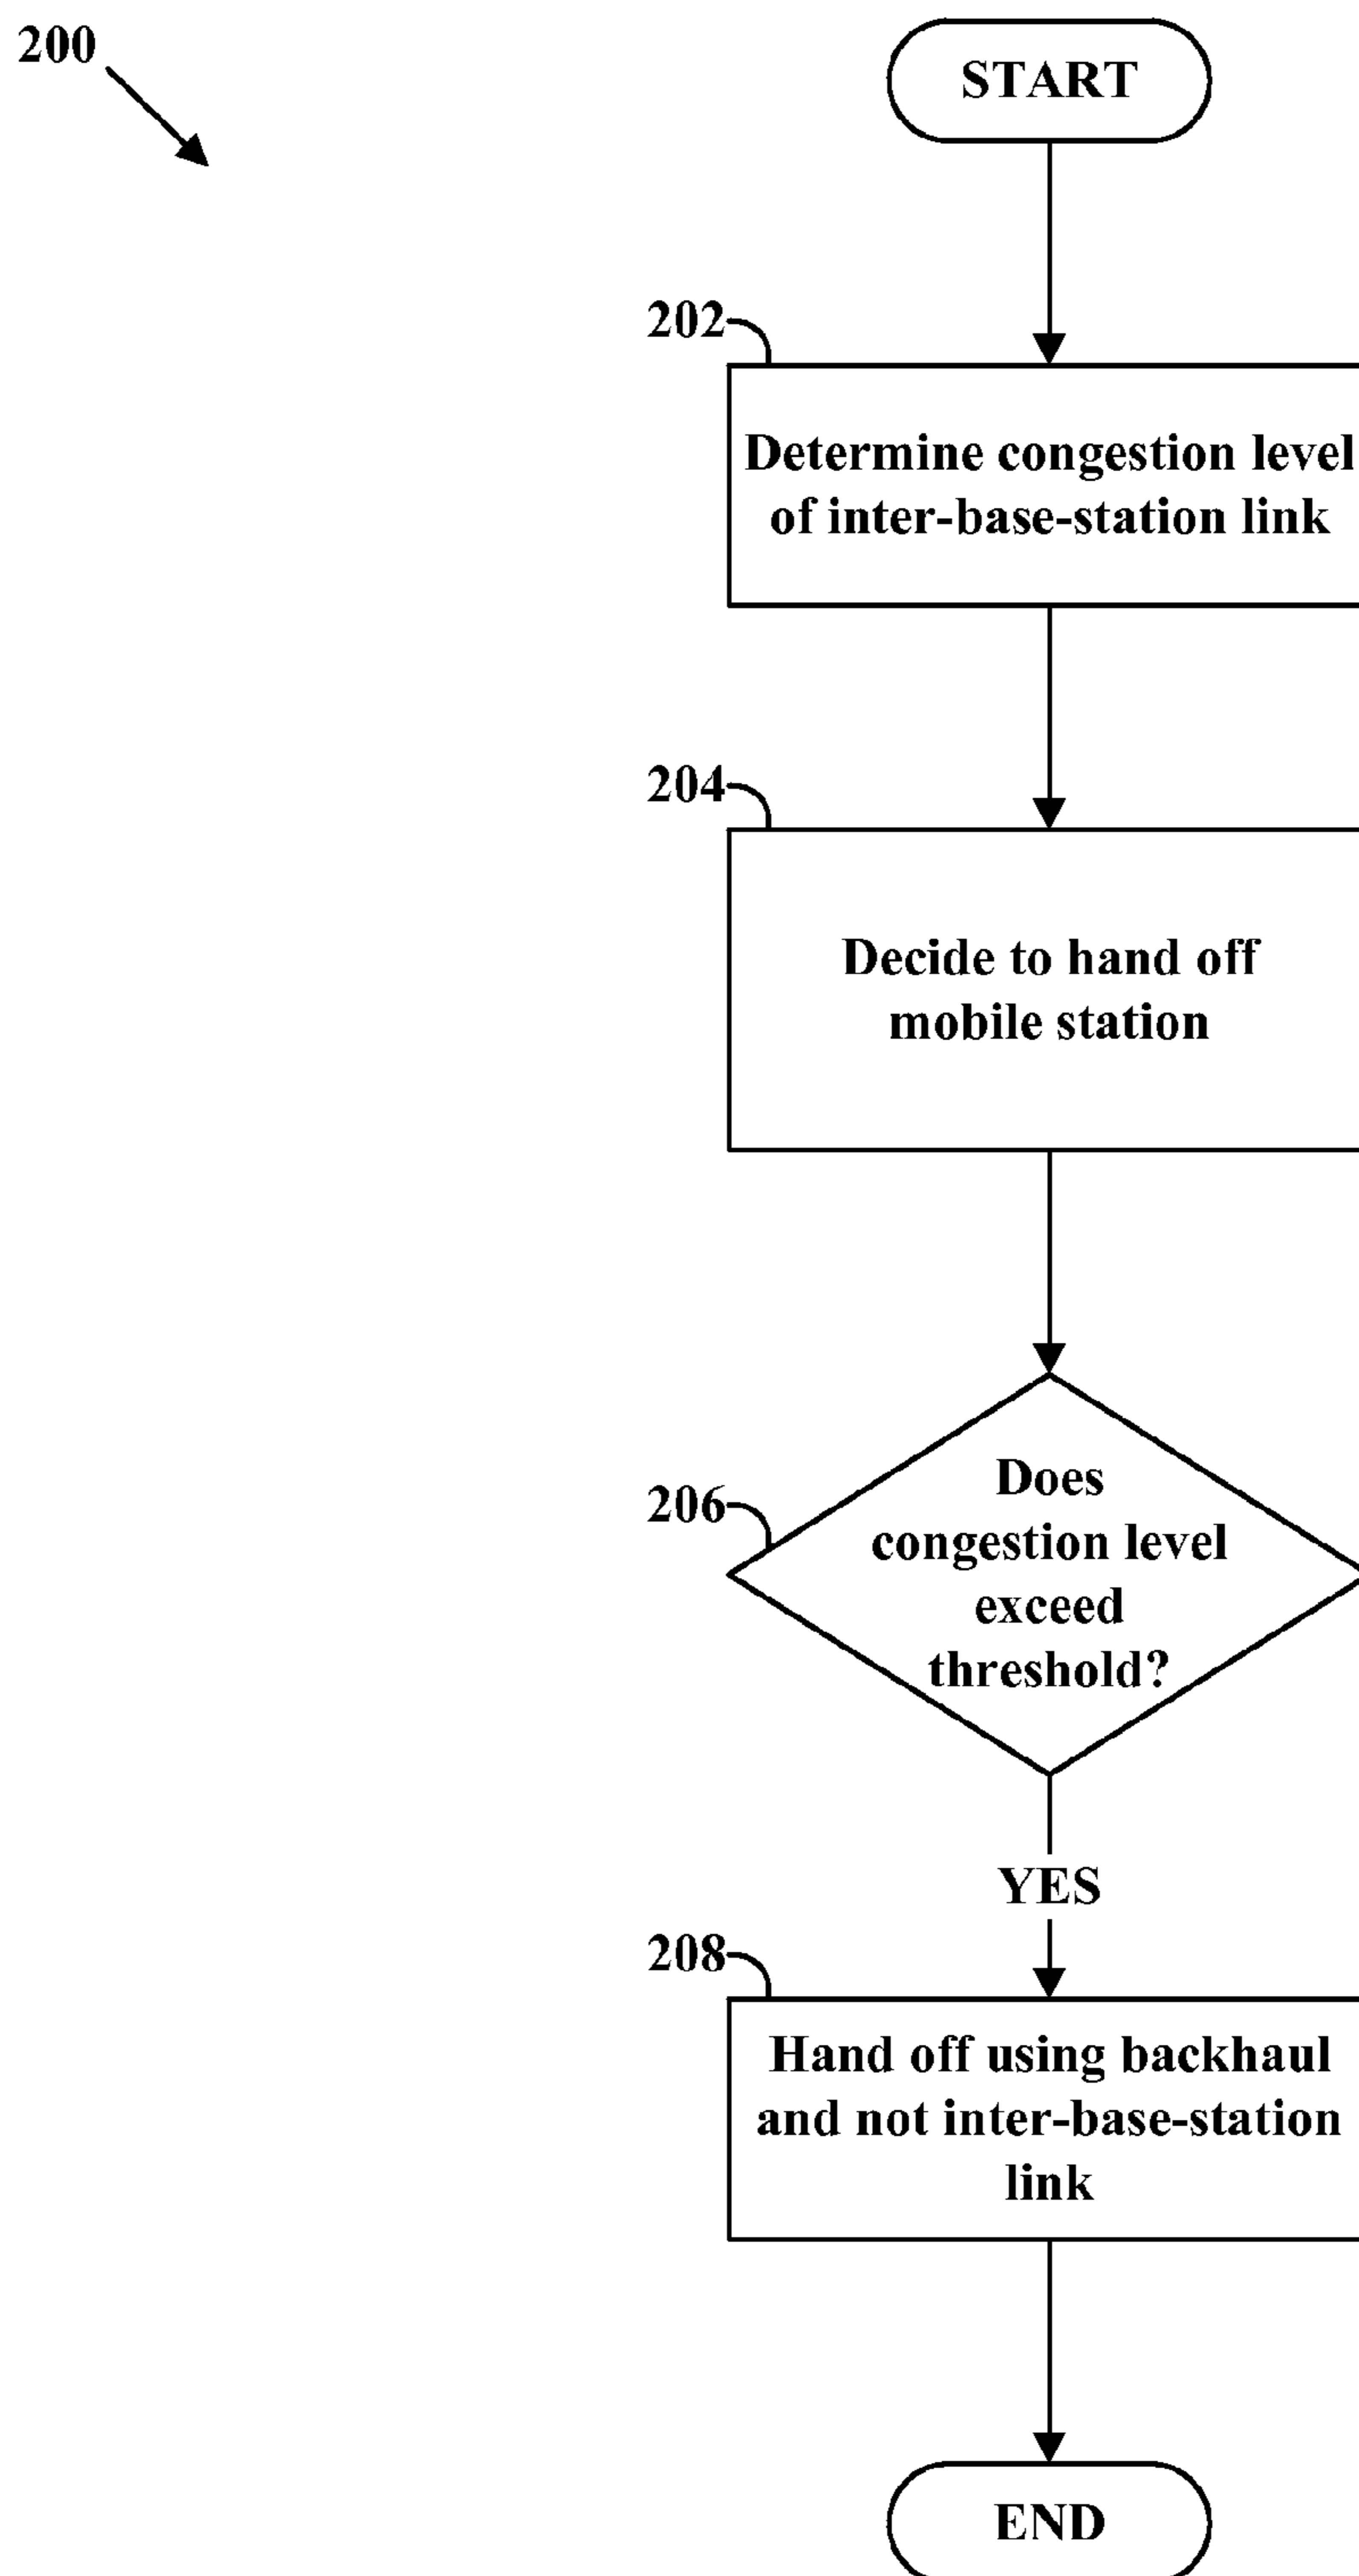 200
START
202
Determine congestion level
of inter-base-station link
204
Decide to hand off
mobile station
206
Does
congestion level
exceed
threshold?
YES
208
Hand off using backhaul
and not inter-base-station
link
END